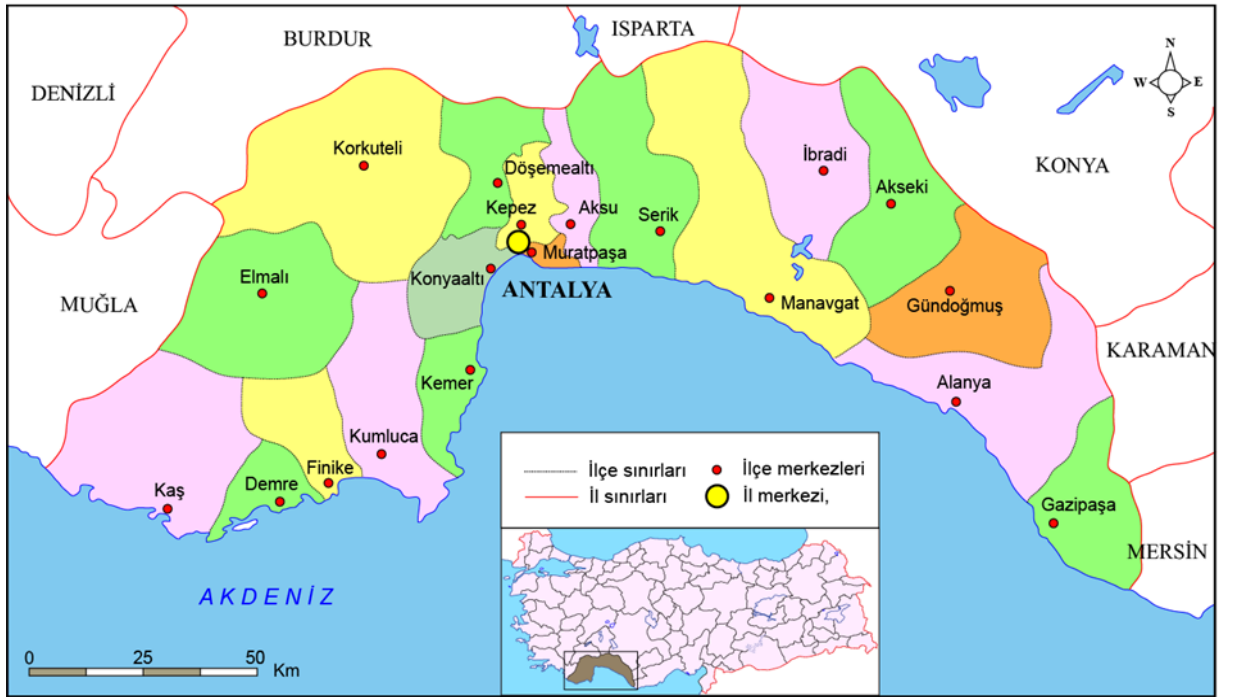 BURDUR
ISPARTA
DENİZLİ
N
W E
S
KONYA
Korkuteli
İbradi
Döşemealtı
Akseki
Kepez
Aksu
Serik
Muratpaşa
Konyaaltı
Elmalı
ANTALYA
Manavgat
Gündoğmuş
MUĞLA
KARAMAN
Kemer
Alanya
Kumluca
Finike
Demre
Kaş
Gazipaşa
MERSİN
AKDENİZ
İlçe sınırları
İlçe merkezleri
İl sınırları
İl merkezi,
0 25 50
Km